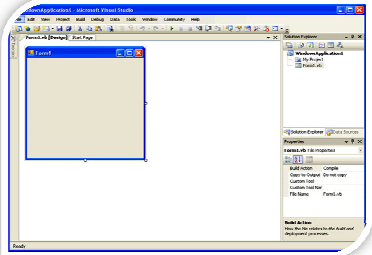 WindowsApplication1 - Microsoft Visual Studio
Edit View Project Build Debug Data Tools Window Community Help
Form1.vb [Design] Start Page
Solution Explorer
Toolbox
Form1
WindowsApplication1
My Project
Form1.vb
Solution Explorer Data Sources
Properties
Form1.vb File Properties
Build Action Compile
Copy to Output Do not copy
Custom Tool
Custom Tool Nam
File Name Form1.vb
Build Action
How the file relates to the build and
deployment processes.
Ready